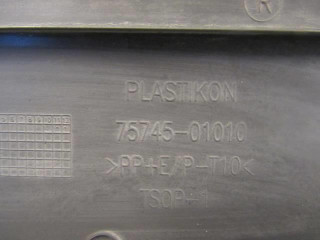 R
PLASTIKON
75745-01010
>PP+E/P-T10<